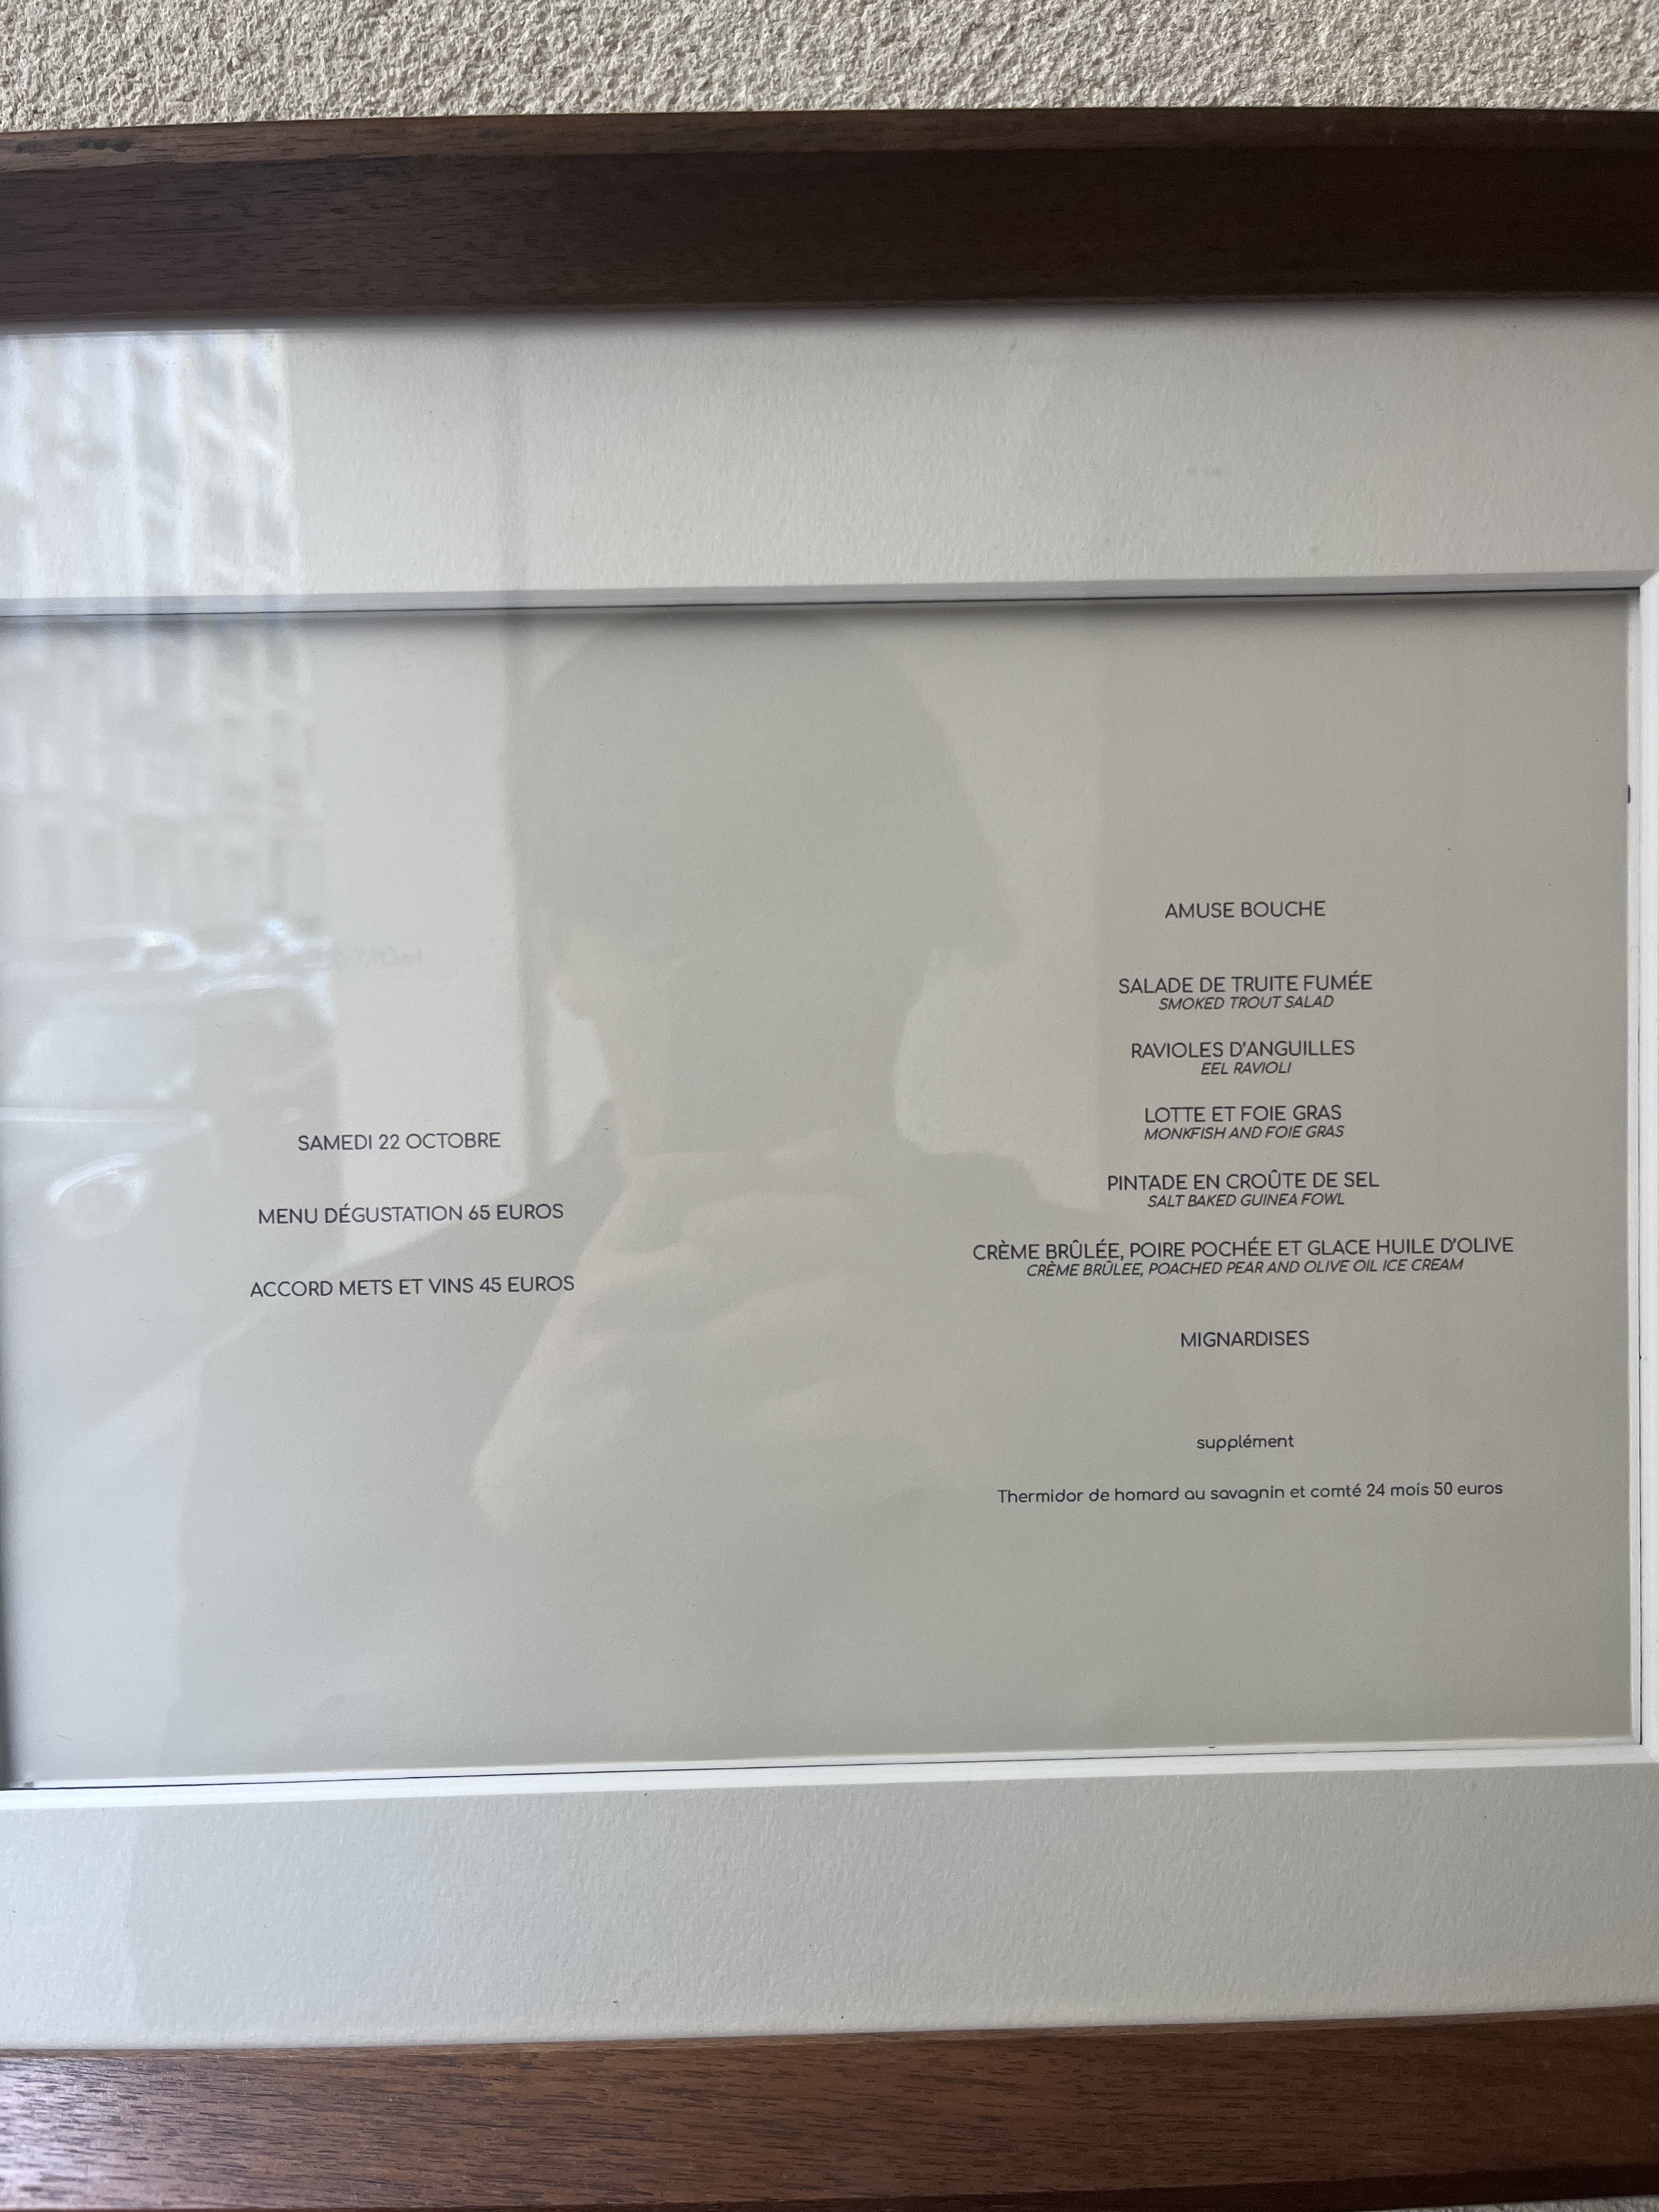 SAMEDI 22 OCTOBRE
MENU DÉGUSTATION 65 EUROS
ACCORD METS ET VINS 45 EUROS
AMUSE BOUCHE
SALADE DE TRUITE FUMÉE
SMOKED TROUT SALAD
RAVIOLES D'ANGUILLES
EEL RAVIOLI
LOTTE ET FOIE GRAS
MONKFISH AND FOIE GRAS
PINTADE EN CROÛTE DE SEL
SALT BAKED GUINEA FOWL
CRÈME BRÛLÉE, POIRE POCHÉE ET GLACE HUILE D'OLIVE
CRÈME BRÛLEE, POACHED PEAR AND OLIVE OIL ICE CREAM
MIGNARDISES
supplément
Thermidor de homard au savagnin et comté 24 mois 50 euros